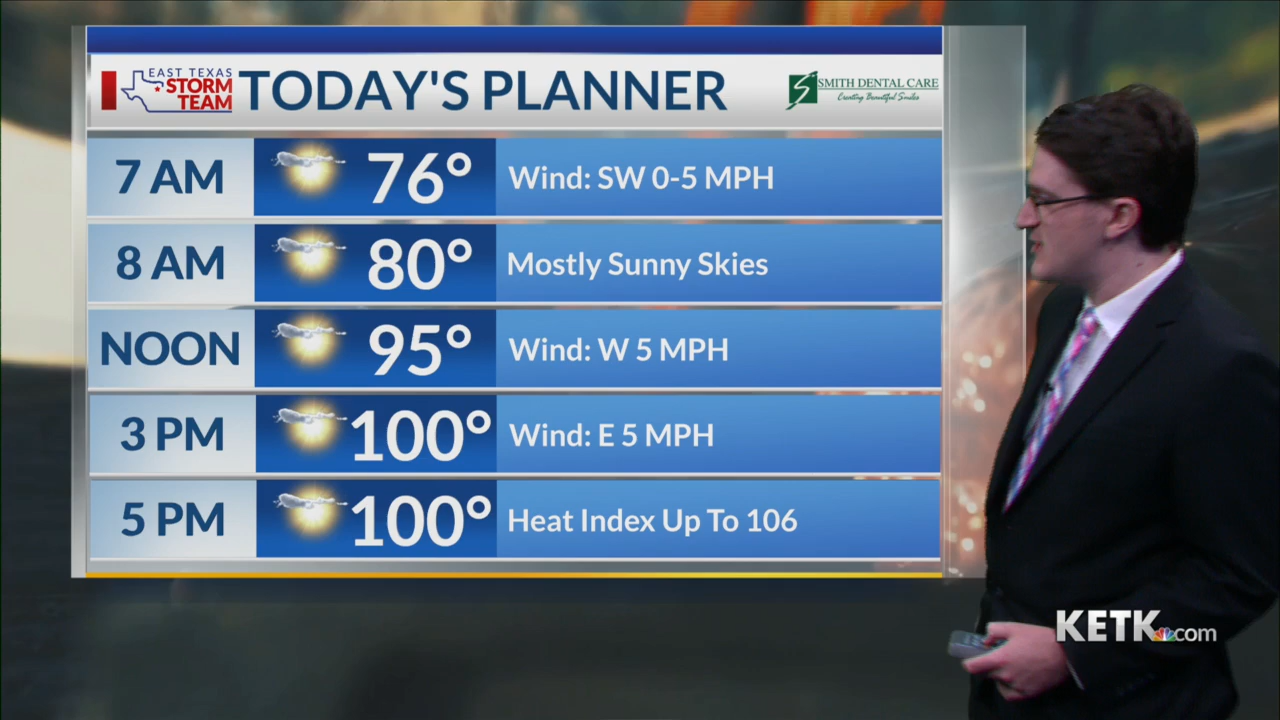 EAST TEXAS
STORM
TEAM
TODAY'S PLANNER
SMITH DENTAL CARE
Creating Beautiful Smiles
7 AM 76° Wind: SW 0-5 MPH
8 AM 80° Mostly Sunny Skies
NOON 95° Wind: W 5 MPH
3 PM 100° Wind: E 5 MPH
5 PM 100° Heat Index Up To 106
KETK.com